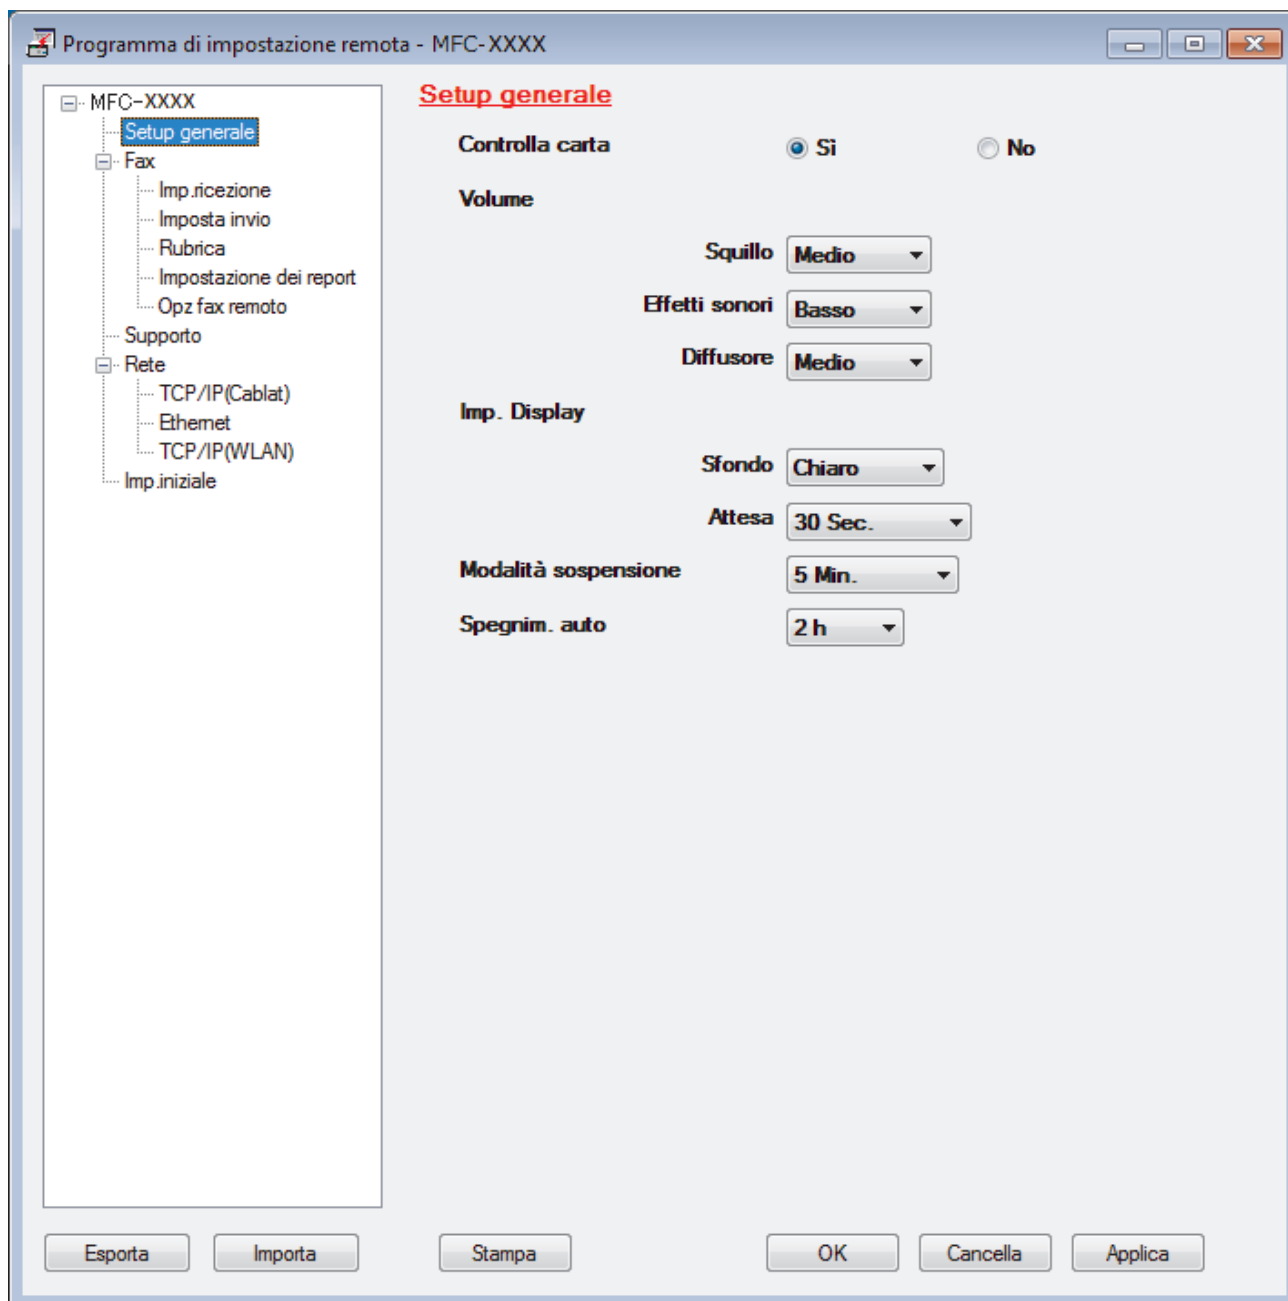 Programma di impostazione remota - MFC-XXXX
MFC-XXXX
Setup generale
Fax
Imp.ricezione
Imposta invio
Rubrica
Impostazione dei report
Opz fax remoto
Supporto
Rete
TCP/IP(Cablat)
Ethernet
TCP/IP(WLAN)
Imp.iniziale
Setup generale
Controlla carta Sì No
Volume
Squillo Medio
Effetti sonori Basso
Diffusore Medio
Imp. Display
Sfondo Chiaro
Attesa 30 Sec.
Modalità sospensione 5 Min.
Spegnim. auto 2 h
Esporta Importa Stampa OK Cancella Applica